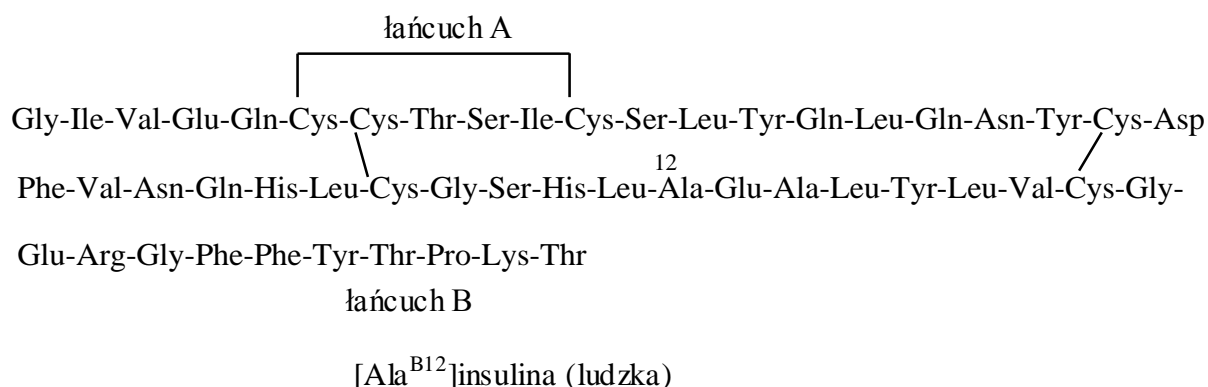 łańcuch A
Gly-Ile-Val-Glu-Gln-Cys-Cys-Thr-Ser-Ile-Cys-Ser-Leu-Tyr-Gln-Leu-Gln-Asn-Tyr-Cys-Asp
12
Phe-Val-Asn-Gln-His-Leu-Cys-Gly-Ser-His-Leu-Ala-Glu-Ala-Leu-Tyr-Leu-Val-Cys-Gly-
Glu-Arg-Gly-Phe-Phe-Tyr-Thr-Pro-Lys-Thr
łańcuch B
[Ala^B12]insulina (ludzka)